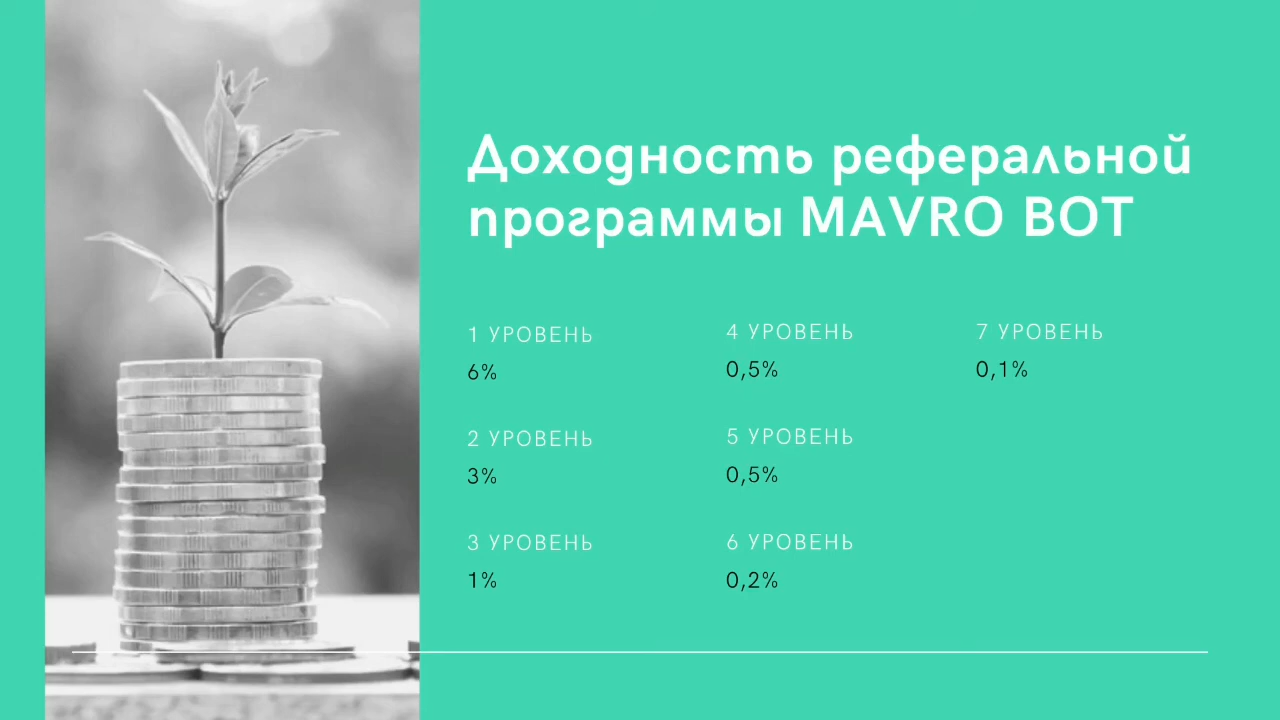 Доходность реферальной
программы MAVRO BOT
1 УРОВЕНЬ
6%
2 УРОВЕНЬ
3%
3 УРОВЕНЬ
1%
4 УРОВЕНЬ
0,5%
5 УРОВЕНЬ
0,5%
6 УРОВЕНЬ
0,2%
7 УРОВЕНЬ
0,1%